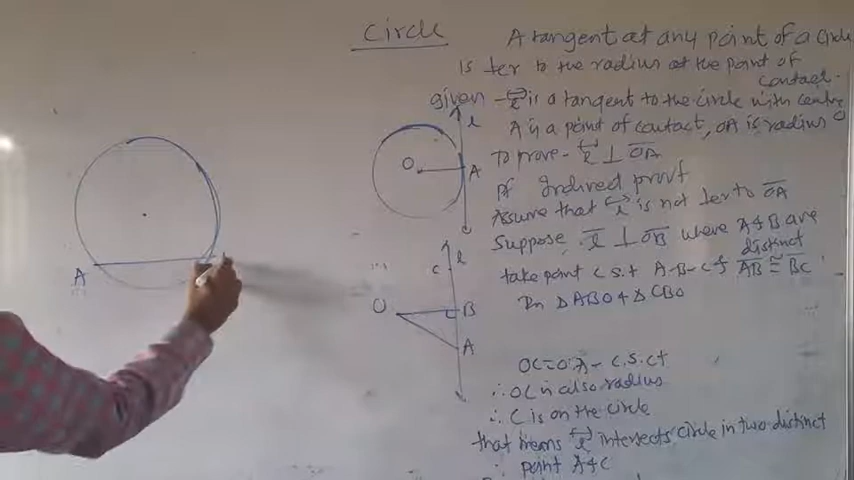 Circle
A tangent at any point of a Circle
is ter to the radius at the point of
contact.
given - l is a tangent to the circle with centre
A is a point of contact, OA is radius O
To prove - l ⊥ OA
Pf Indirect proof
Assume that l is not ter to OA
Suppose l ⊥ OB where A & B are
distinct
take point C s.t A-B-C & AB ≅ BC
In ∆ ABO & ∆ CBO
OC = OA - C.S.C.T
∴ OC is also radius
∴ C is on the circle
that means l intersects circle in two distinct
∴ point A & C
O
A
l
l
C
O
B
A
A